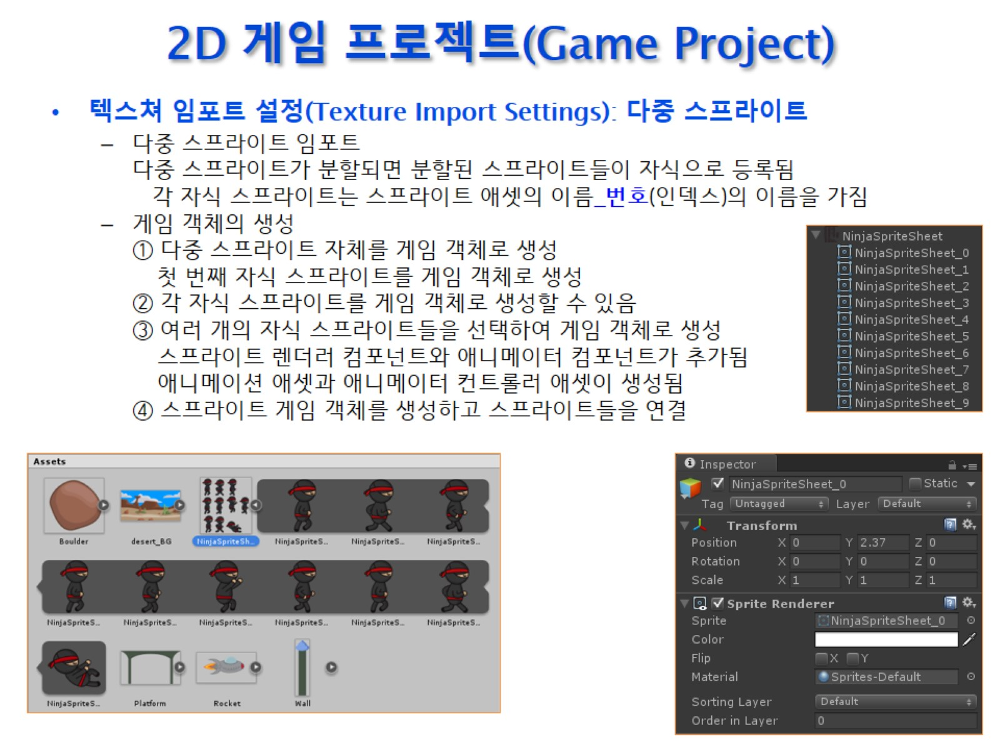 2D 게임 프로젝트(Game Project)
• 텍스쳐 임포트 설정(Texture Import Settings): 다중 스프라이트
– 다중 스프라이트 임포트
다중 스프라이트가 분할되면 분할된 스프라이트들이 자식으로 등록됨
각 자식 스프라이트는 스프라이트 애셋의 이름_번호(인덱스)의 이름을 가짐
– 게임 객체의 생성
① 다중 스프라이트 자체를 게임 객체로 생성
첫 번째 자식 스프라이트를 게임 객체로 생성
② 각 자식 스프라이트를 게임 객체로 생성할 수 있음
③ 여러 개의 자식 스프라이트들을 선택하여 게임 객체로 생성
스프라이트 렌더러 컴포넌트와 애니메이터 컴포넌트가 추가됨
애니메이션 애셋과 애니메이터 컨트롤러 애셋이 생성됨
④ 스프라이트 게임 객체를 생성하고 스프라이트들을 연결
NinjaSpriteSheet
NinjaSpriteSheet_0
NinjaSpriteSheet_1
NinjaSpriteSheet_2
NinjaSpriteSheet_3
NinjaSpriteSheet_4
NinjaSpriteSheet_5
NinjaSpriteSheet_6
NinjaSpriteSheet_7
NinjaSpriteSheet_8
NinjaSpriteSheet_9
Assets
Boulder desert_BG NinjaSpriteSh... NinjaSpriteS... NinjaSpriteS... NinjaSpriteS...
NinjaSpriteS... NinjaSpriteS... NinjaSpriteS... NinjaSpriteS... NinjaSpriteS... NinjaSpriteS...
NinjaSpriteS... Platform Rocket Wall
Inspector
NinjaSpriteSheet_0 Static
Tag Untagged Layer Default
Transform
Position X 0 Y 2.37 Z 0
Rotation X 0 Y 0 Z 0
Scale X 1 Y 1 Z 1
Sprite Renderer
Sprite NinjaSpriteSheet_0
Color
Flip X Y
Material Sprites-Default
Sorting Layer Default
Order in Layer 0